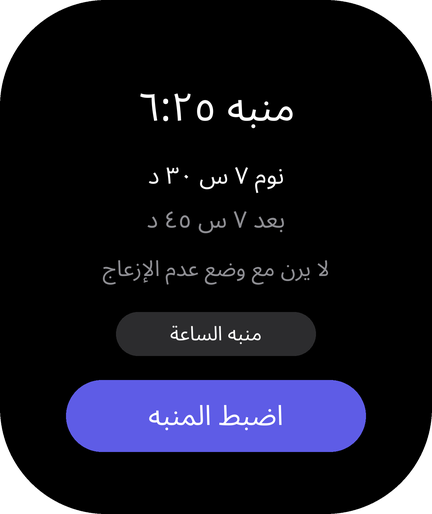 منبه ٦:٢٥
نوم ٧ س ٣٠ د
بعد ٧ س ٤٥ د
لا يرن مع وضع عدم الإزعاج
منبه الساعة
اضبط المنبه